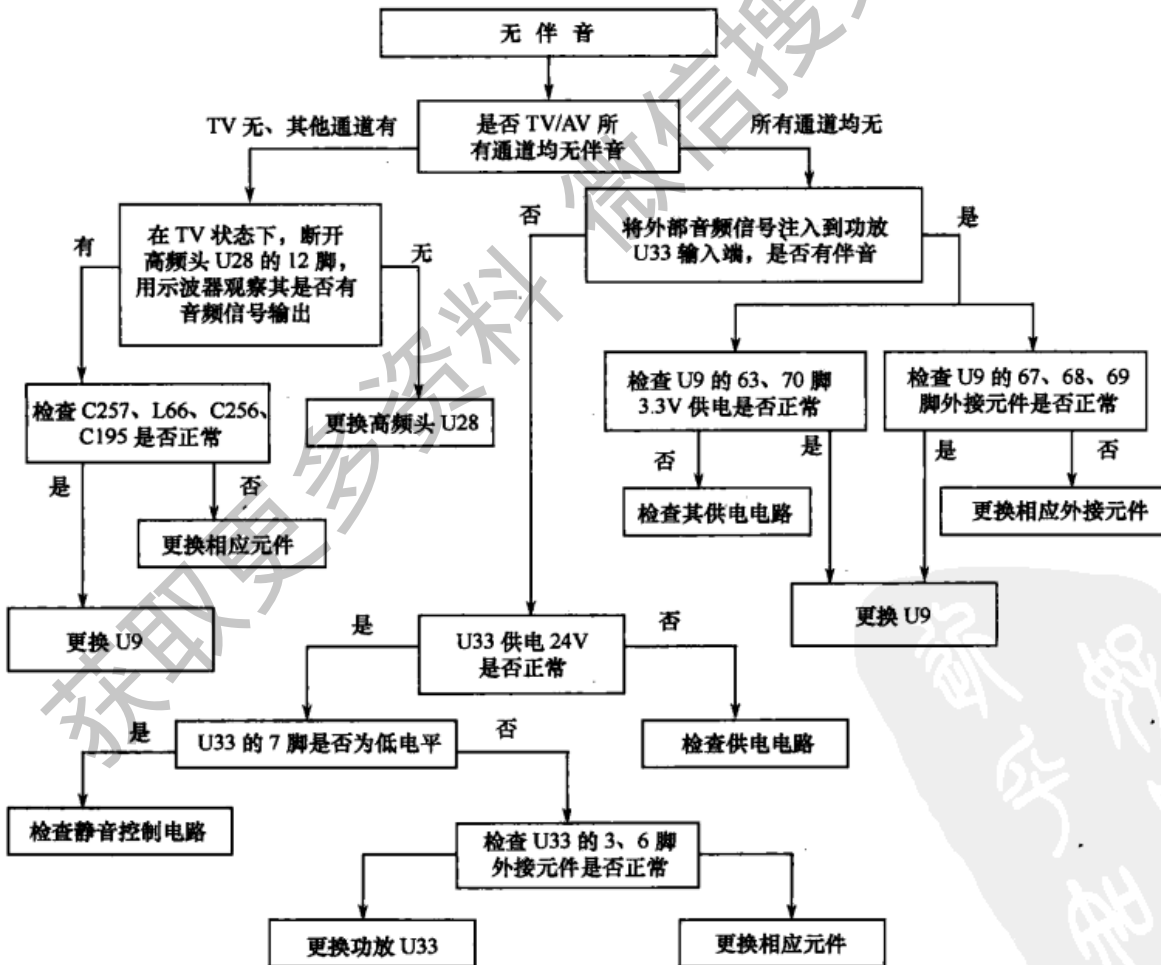 无伴音
TV 无、其他通道有
是否 TV/AV 所
有通道均无伴音
所有通道均无
有
在 TV 状态下，断开
高频头 U28 的 12 脚，
用示波器观察其是否有
音频信号输出
无
否
将外部音频信号注入到功放
U33 输入端，是否有伴音
是
检查 C257、L66、C256、
C195 是否正常
更换高频头 U28
检查 U9 的 63、70 脚
3.3V 供电是否正常
检查 U9 的 67、68、69
脚外接元件是否正常
是
否
更换相应元件
否
是
是
否
检查其供电电路
更换相应外接元件
更换 U9
更换 U9
是
U33 供电 24V
是否正常
否
是
U33 的 7 脚是否为低电平
否
检查供电电路
检查静音控制电路
检查 U33 的 3、6 脚
外接元件是否正常
更换功放 U33
更换相应元件
获取更多资料 微信搜